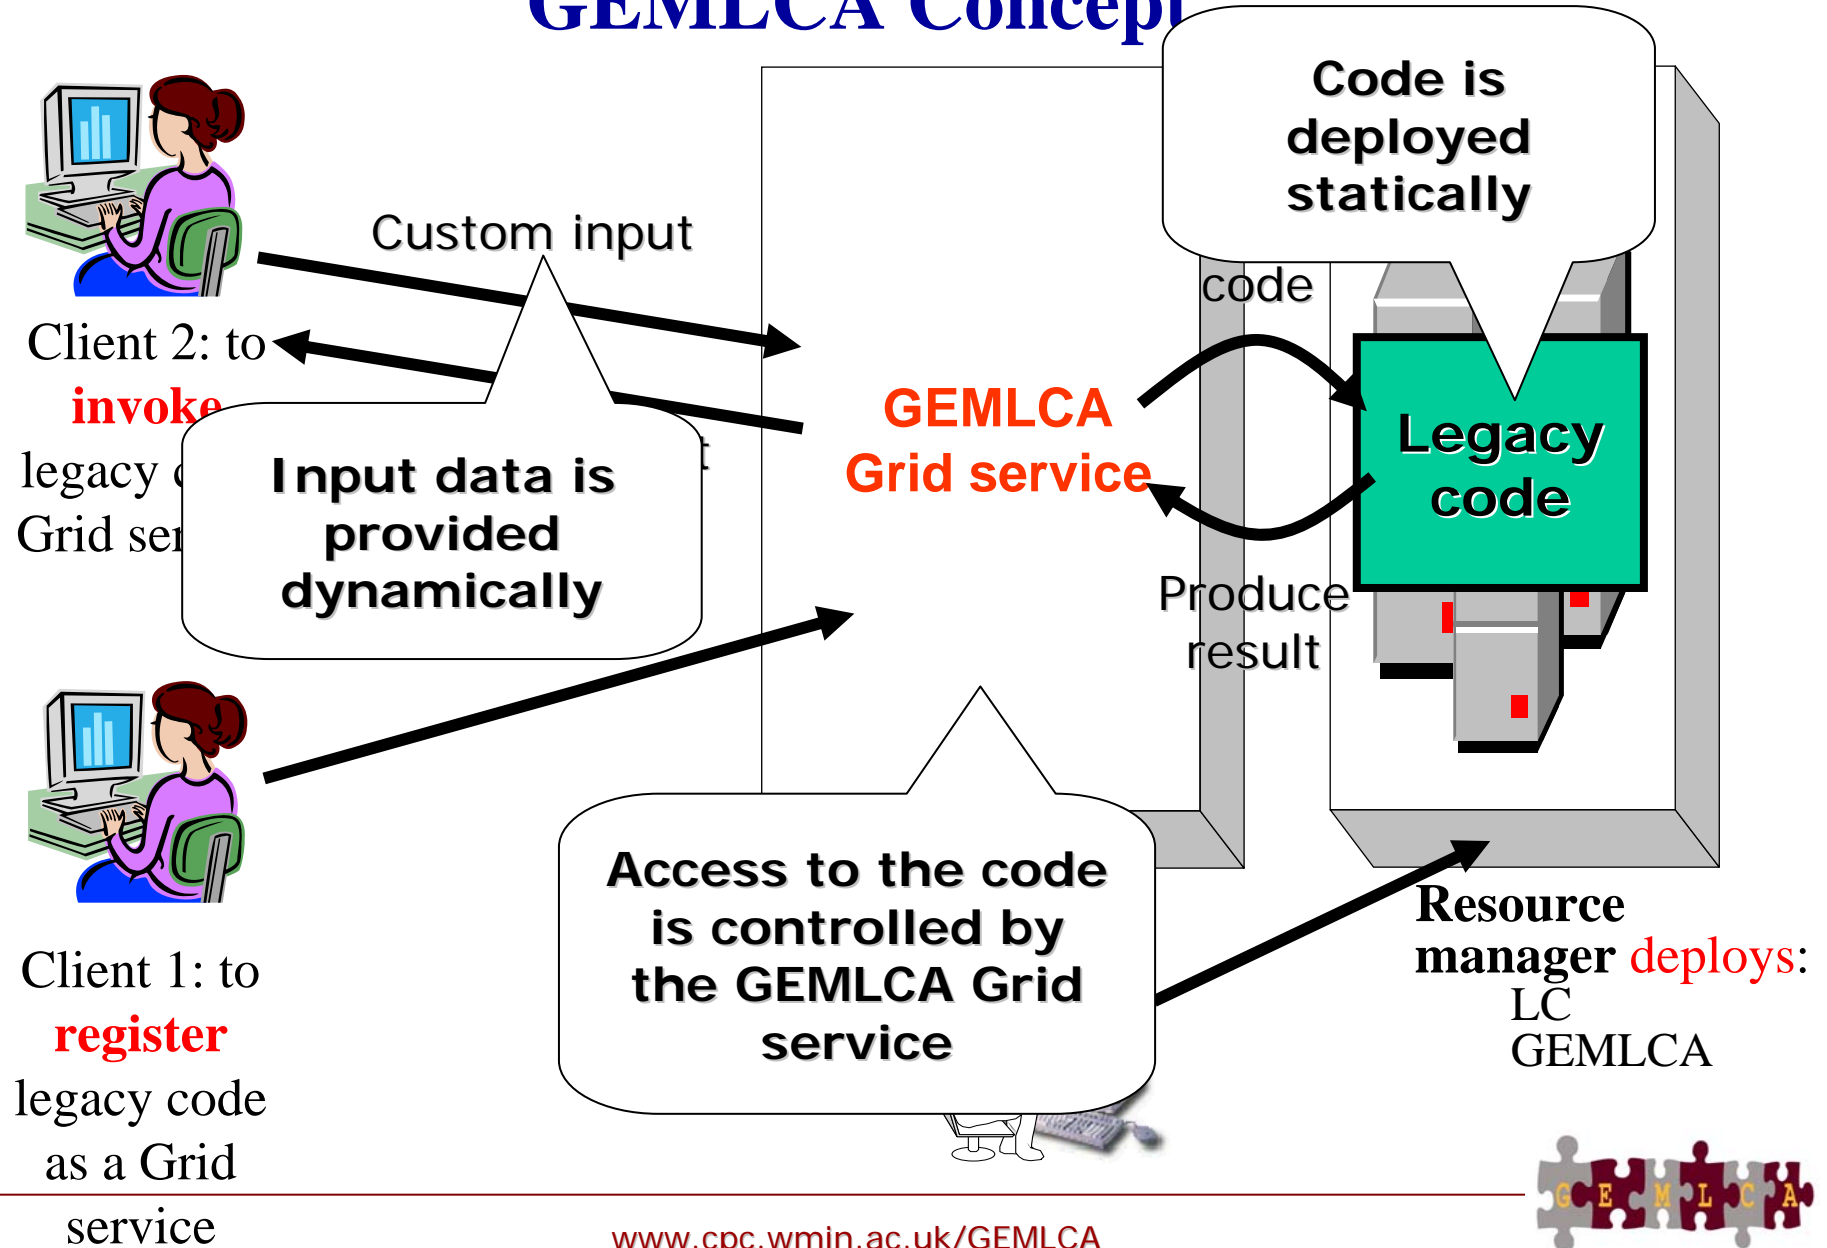 GEMLCA Concept
Code is
deployed
statically
Custom input
code
Client 2: to
invoke
legacy
Grid
GEMLCA
Grid service
Legacy
code
Input data is
provided
dynamically
Produce
result
Access to the code
is controlled by
the GEMLCA Grid
service
Resource
manager deploys:
LC
GEMLCA
Client 1: to
register
legacy code
as a Grid
service
www.cpc.wmin.ac.uk/GEMLCA
GEMLCA